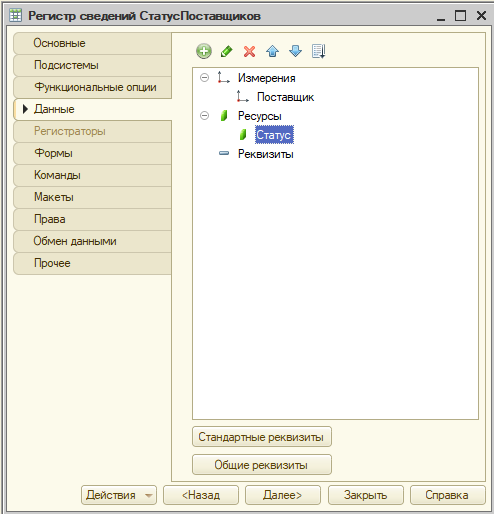 Регистр сведений СтатусПоставщиков
Основные
Подсистемы
Функциональные опции
Данные
Регистраторы
Формы
Команды
Макеты
Права
Обмен данными
Прочее
Измерения
Поставщик
Ресурсы
Статус
Реквизиты
Стандартные реквизиты
Общие реквизиты
Действия
<Назад
Далее>
Закрыть
Справка